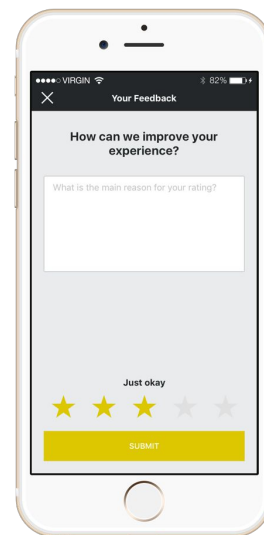 VIRGIN 82%
Your Feedback
How can we improve your
experience?
What is the main reason for your rating?
Just okay
SUBMIT